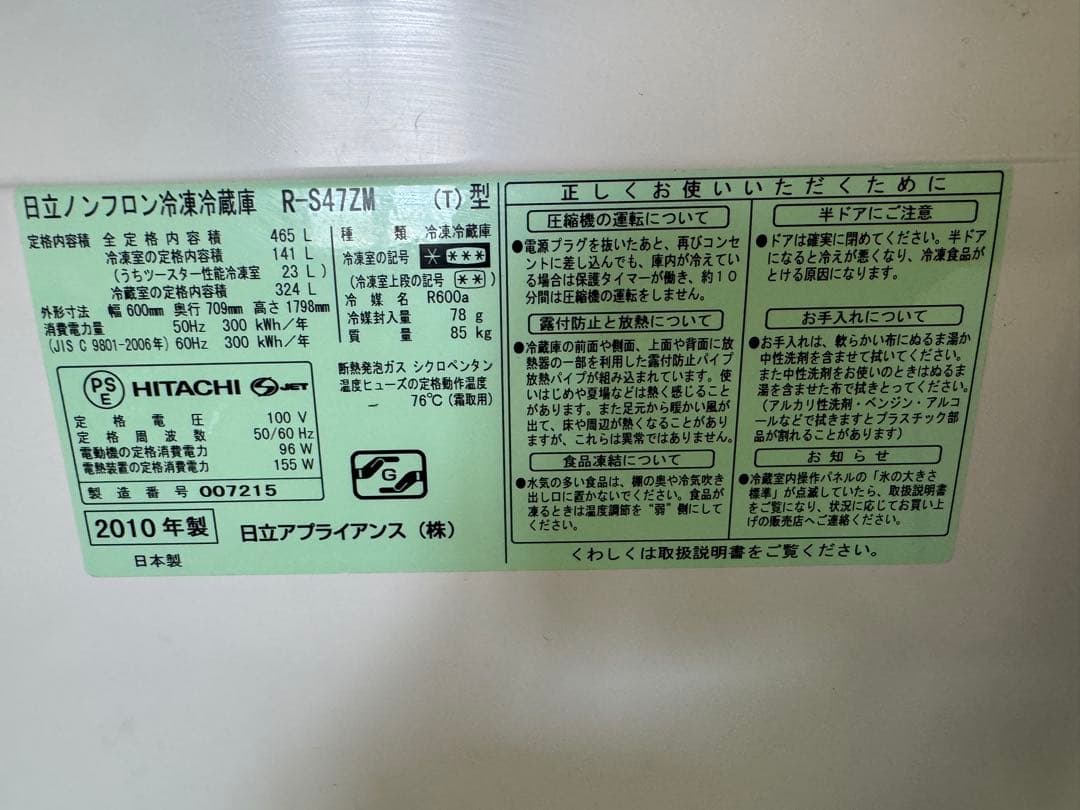 日立ノンフロン冷凍冷蔵庫 R-S47ZM (T)型
定格内容積 全定格内容積 465 L
冷凍室の定格内容積 141 L
(うちツースター性能冷凍室 23 L)
冷蔵室の定格内容積 324 L
外形寸法 幅 600mm 奥行 709mm 高さ 1798mm
消費電力量 50Hz 300 kWh/年
(JIS C 9801-2006年) 60Hz 300 kWh/年
種類 冷凍冷蔵庫
冷凍室の記号 * ***
(冷凍室上段の記号 **)
冷媒名 R600a
冷媒封入量 78 g
質量 85 kg
PS
E
HITACHI JET
定格電圧 100 V
定格周波数 50/60 Hz
電動機の定格消費電力 96 W
電熱装置の定格消費電力 155 W
製造番号 007215
断熱発泡ガス シクロペンタン
温度ヒューズの定格動作温度
76℃(霜取用)
G
2010年製
日立アプライアンス(株)
日本製
正しくお使いいただくために
圧縮機の運転について
●電源プラグを抜いたあと、再びコンセ
ントに差し込んでも、庫内が冷えてい
る場合は保護タイマーが働き、約10
分間は圧縮機の運転をしません。
露付防止と放熱について
●冷蔵庫の前面や側面、上面や背面に放
熱器の一部を利用した露付防止パイプ
放熱パイプが組み込まれています。使
いはじめや夏場などは熱く感じること
があります。また足元から暖かい風が
出て、床や周辺が熱くなることがあり
ますが、これらは異常ではありません。
食品凍結について
●水気の多い食品は、棚の奥や冷気吹き
出し口に置かないでください。食品が
凍るときは温度調節を“弱”側にして
ください。
半ドアにご注意
●ドアは確実に閉めてください。半ドア
になると冷えが悪くなり、冷凍食品が
とける原因になります。
お手入れについて
●お手入れは、軟らかい布にぬるま湯か
中性洗剤を含ませて拭いてください。
また中性洗剤をお使いのときはぬるま
湯を含ませた布で拭きとってください。
(アルカリ性洗剤・ベンジン・アルコ
ールなどで拭きますとプラスチック部
品が割れることがあります)
お知らせ
●冷蔵室内操作パネルの「氷の大きさ
標準」が点滅していたら、取扱説明書
をご覧になり、状況に応じてお買い上
げの販売店へご連絡ください。
くわしくは取扱説明書をご覧ください。